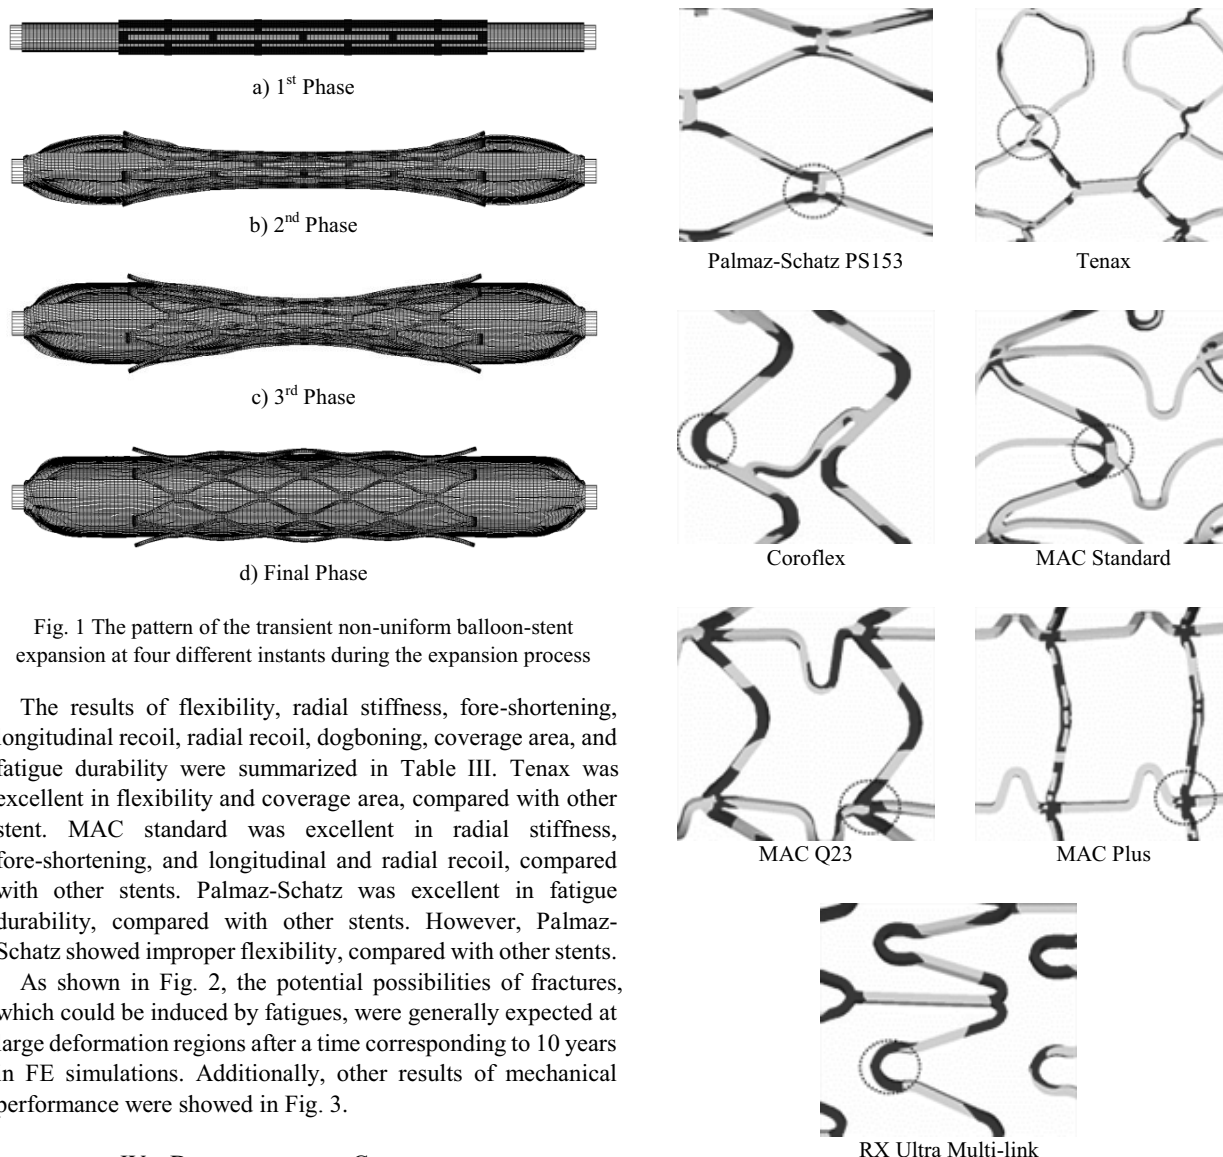 a) 1st Phase
b) 2nd Phase
c) 3rd Phase
d) Final Phase
Fig. 1 The pattern of the transient non-uniform balloon-stent
expansion at four different instants during the expansion process
The results of flexibility, radial stiffness, fore-shortening,
longitudinal recoil, radial recoil, dogboning, coverage area, and
fatigue durability were summarized in Table III. Tenax was
excellent in flexibility and coverage area, compared with other
stent. MAC standard was excellent in radial stiffness,
fore-shortening, and longitudinal and radial recoil, compared
with other stents. Palmaz-Schatz was excellent in fatigue
durability, compared with other stents. However, Palmaz-
Schatz showed improper flexibility, compared with other stents.
As shown in Fig. 2, the potential possibilities of fractures,
which could be induced by fatigues, were generally expected at
large deformation regions after a time corresponding to 10 years
in FE simulations. Additionally, other results of mechanical
performance were showed in Fig. 3.
Palmaz-Schatz PS153
Tenax
Coroflex
MAC Standard
MAC Q23
MAC Plus
RX Ultra Multi-link